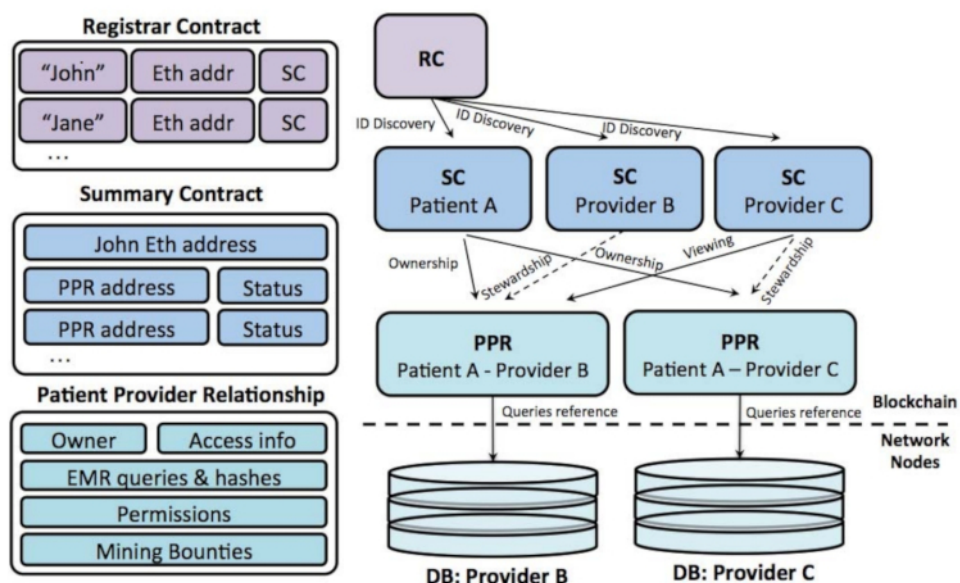 Registrar Contract
"John" Eth addr SC
"Jane" Eth addr SC
...
Summary Contract
John Eth address
PPR address Status
PPR address Status
...
Patient Provider Relationship
Owner Access info
EMR queries & hashes
Permissions
Mining Bounties
RC
ID Discovery ID Discovery ID Discovery
SC
Patient A
SC
Provider B
SC
Provider C
Ownership
Stewardship
Ownership
Viewing
Stewardship
PPR
Patient A - Provider B
PPR
Patient A – Provider C
Queries reference
Queries reference
Blockchain
Network
Nodes
DB: Provider B
DB: Provider C